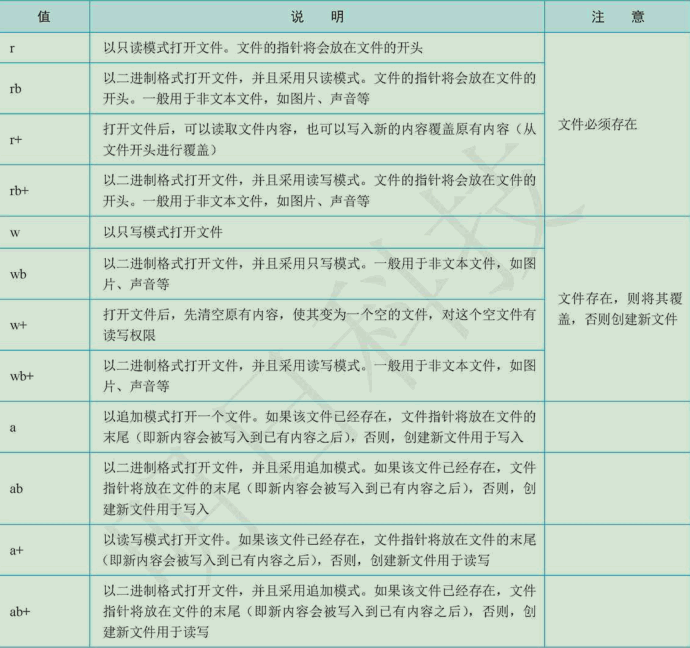 值 说 明 注 意
r 以只读模式打开文件。文件的指针将会放在文件的开头
rb 以二进制格式打开文件，并且采用只读模式。文件的指针将会放在文件的
开头。一般用于非文本文件，如图片、声音等
r+ 打开文件后，可以读取文件内容，也可以写入新的内容覆盖原有内容（从
文件开头进行覆盖）
rb+ 以二进制格式打开文件，并且采用读写模式。文件的指针将会放在文件的
开头。一般用于非文本文件，如图片、声音等
文件必须存在
w 以只写模式打开文件
wb 以二进制格式打开文件，并且采用只写模式。一般用于非文本文件，如图
片、声音等
w+ 打开文件后，先清空原有内容，使其变为一个空的文件，对这个空文件有
读写权限
wb+ 以二进制格式打开文件，并且采用读写模式。一般用于非文本文件，如图
片、声音等
文件存在，则将其覆
盖，否则创建新文件
a 以追加模式打开一个文件。如果该文件已经存在，文件指针将放在文件的
末尾（即新内容会被写入到已有内容之后），否则，创建新文件用于写入
ab 以二进制格式打开文件，并且采用追加模式。如果该文件已经存在，文件
指针将放在文件的末尾（即新内容会被写入到已有内容之后），否则，创
建新文件用于写入
a+ 以读写模式打开文件。如果该文件已经存在，文件指针将放在文件的末尾
（即新内容会被写入到已有内容之后），否则，创建新文件用于读写
ab+ 以二进制格式打开文件，并且采用追加模式。如果该文件已经存在，文件
指针将放在文件的末尾（即新内容会被写入到已有内容之后），否则，创
建新文件用于读写
明日科技